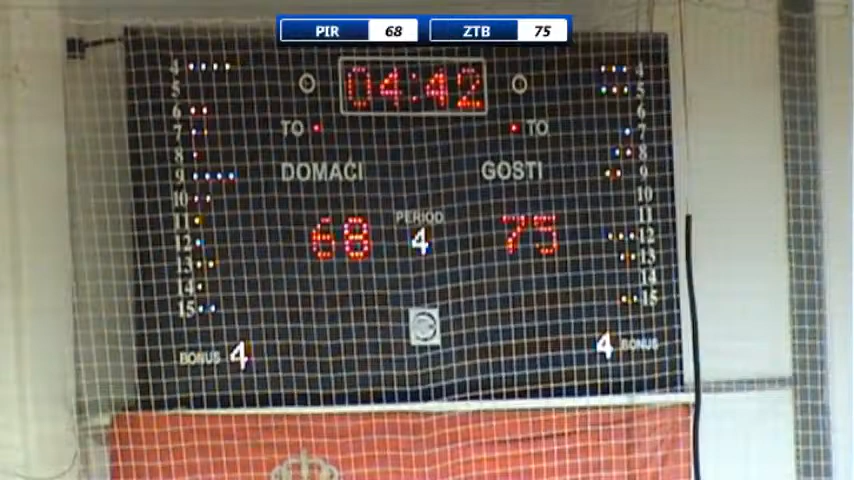 PIR 68 ZTB 75
04:42
TO TO
DOMAĆI GOSTI
PERIOD
68 4 75
4 4
5 5
6
7 7
8 8
9 9
10 10
11 11
12 12
13 13
14 14
15 15
BONUS 4 4 BONUS